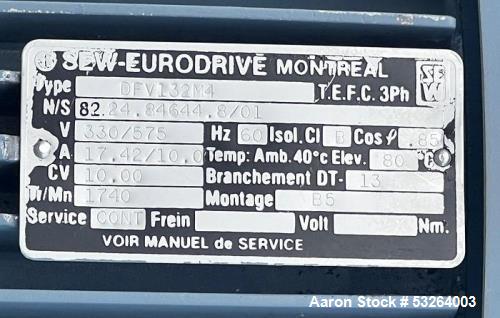 SEW-EURODRIVE MONTREAL SEW
Type DFV132M4 T.E.F.C. 3Ph
N/S 82.24.84644.8/01
V 330/575 Hz 60 Isol.Cl B Cos φ .85
A 17.42/10.0 Temp: Amb.40°c Elev. 80 °C
CV 10.00 Branchement DT- 13
Tr/Mn 1740 Montage B5
Service CONT Frein Volt Nm.
VOIR MANUEL de SERVICE
Aaron Stock # 53264003